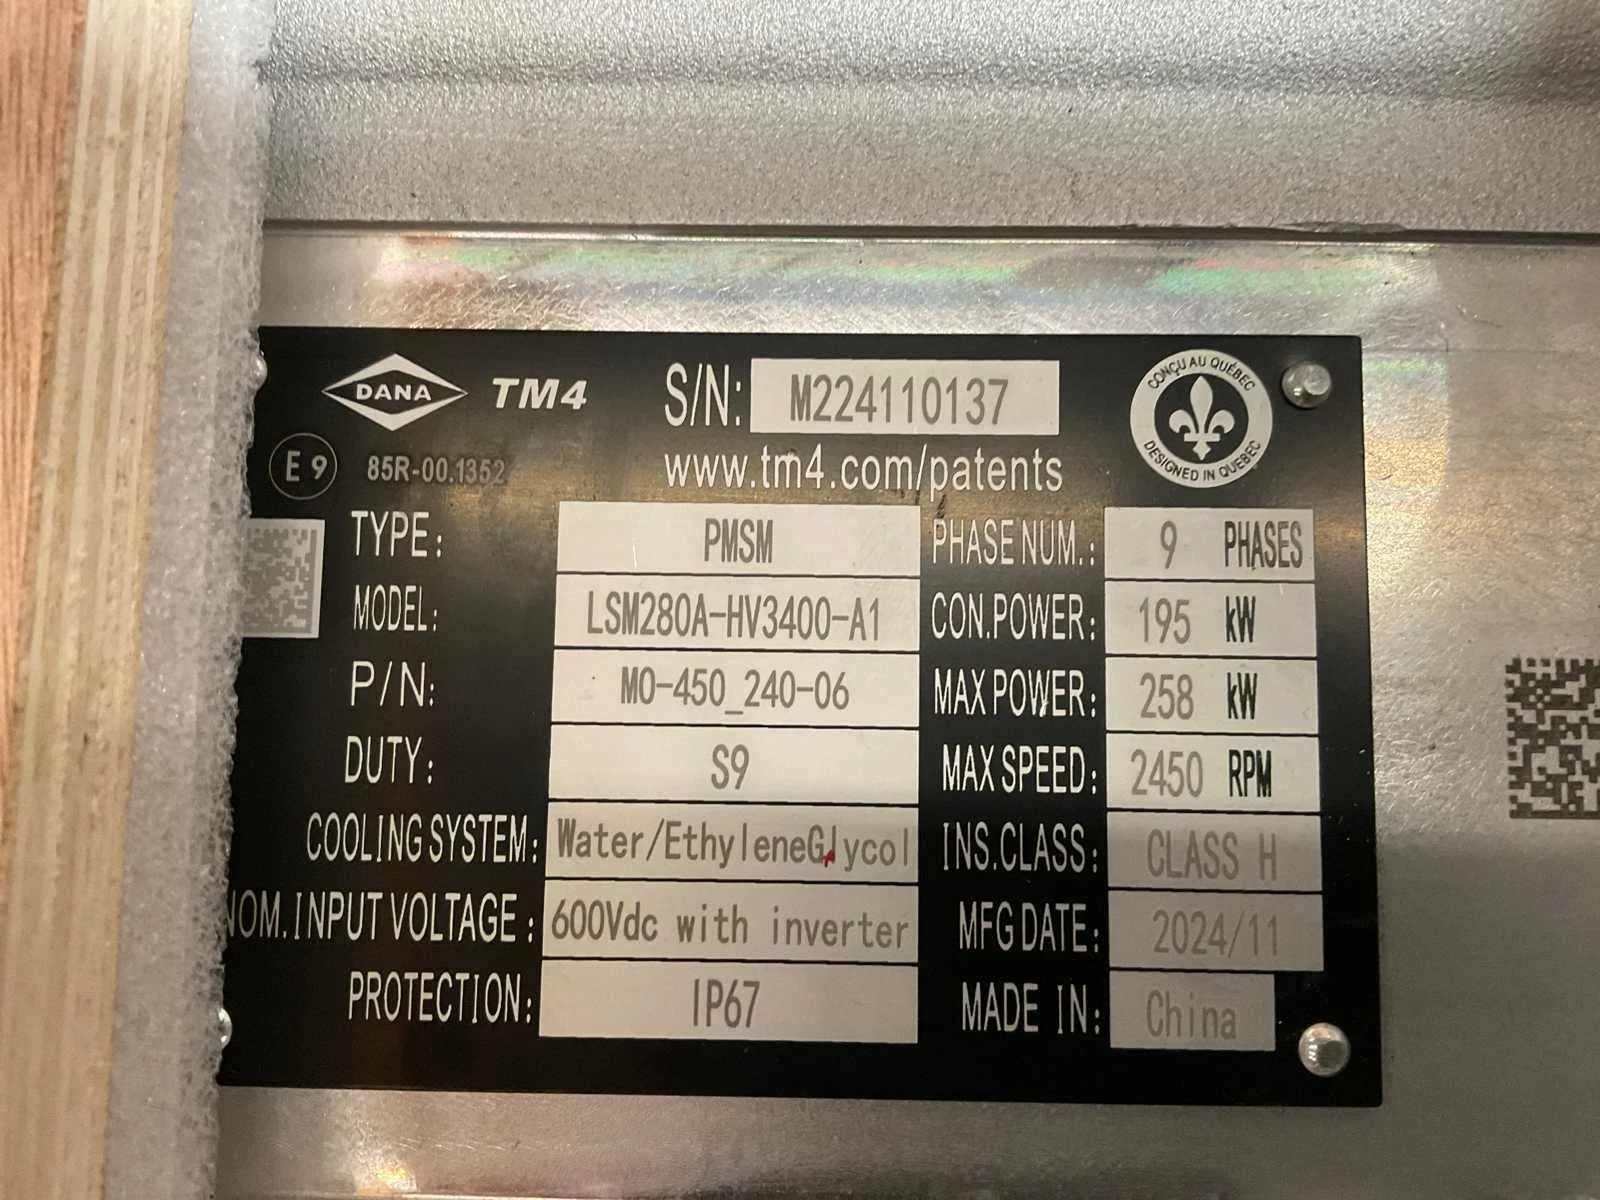 DANA TM4 S/N: M224110137
CONÇU AU QUÉBEC
DESIGNED IN QUÉBEC
E9 85R-00.1352 www.tm4.com/patents
TYPE: PMSM PHASE NUM.: 9 PHASES
MODEL: LSM280A-HV3400-A1 CON.POWER: 195 kW
P/N: MO-450_240-06 MAX POWER: 258 kW
DUTY: S9 MAX SPEED: 2450 RPM
COOLING SYSTEM: Water/EthyleneGlycol INS.CLASS: CLASS H
NOM. INPUT VOLTAGE: 600Vdc with inverter MFG DATE: 2024/11
PROTECTION: IP67 MADE IN: China